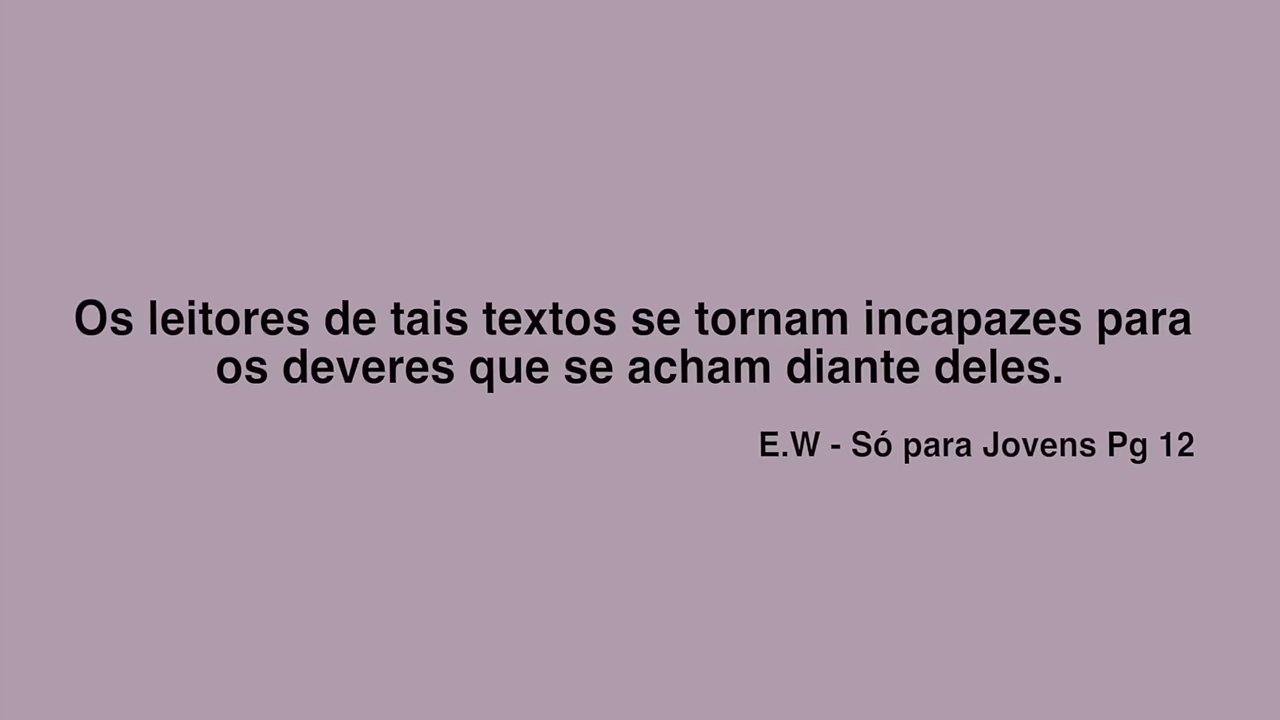 Os leitores de tais textos se tornam incapazes para
os deveres que se acham diante deles.
E.W - Só para Jovens Pg 12